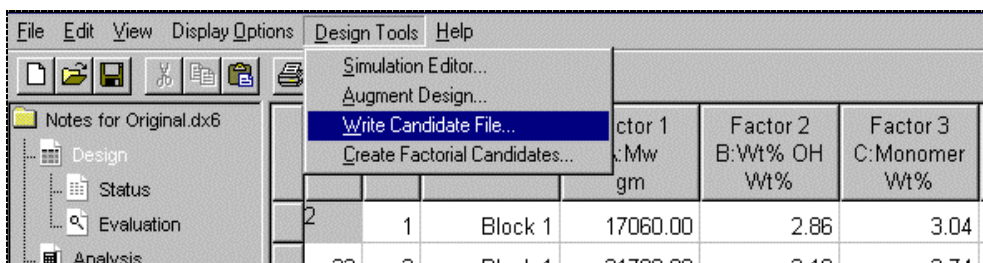 File Edit View Display Options Design Tools Help
Simulation Editor...
Augment Design...
Write Candidate File...
Create Factorial Candidates...
Notes for Original.dx6
Design
Status
Evaluation
Analysis
ctor 1 Factor 2 Factor 3
:Mw B:Wt% OH C:Monomer
gm Wt% Wt%
2 1 Block 1 17060.00 2.86 3.04